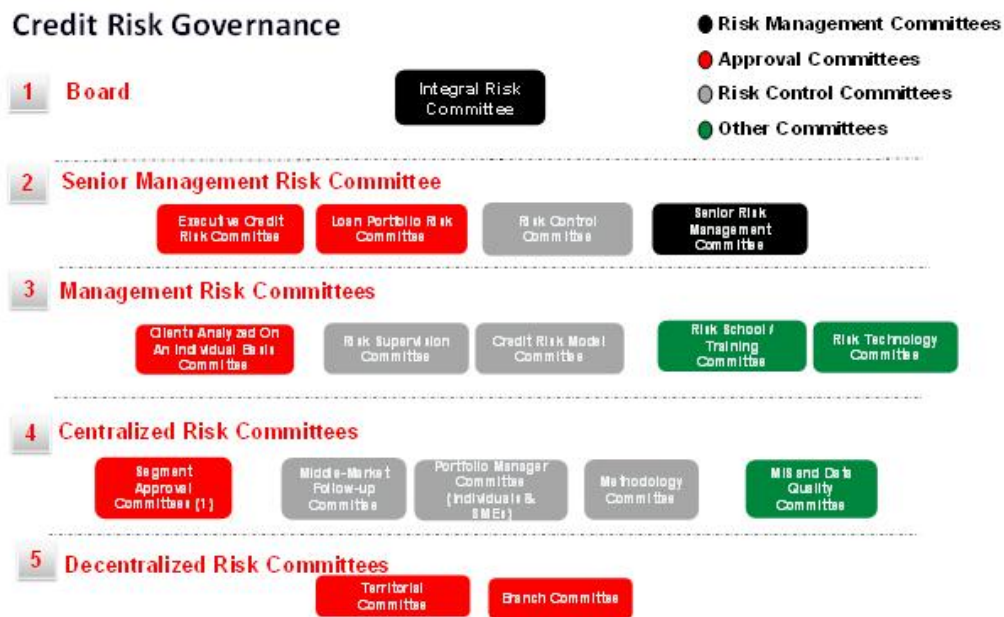 Credit Risk Governance
Risk Management Committees
Approval Committees
Risk Control Committees
Other Committees
1 Board
Integral Risk
Committee
2 Senior Management Risk Committee
Executive Credit
Risk Committee
Loan Portfolio Risk
Committee
Risk Control
Committee
Senior Risk
Management
Committee
3 Management Risk Committees
Clients Analyzed On
An Individual Basis
Committee
Risk Supervision
Committee
Credit Risk Model
Committee
Risk School /
Training
Committee
Risk Technology
Committee
4 Centralized Risk Committees
Segment
Approval
Committees (1)
Middle-Market
Follow-up
Committee
Portfolio Manager
Committee
(Individuals &
SMEs)
Methodology
Committee
MIS and Data
Quality
Committee
5 Decentralized Risk Committees
Territorial
Committee
Branch Committee